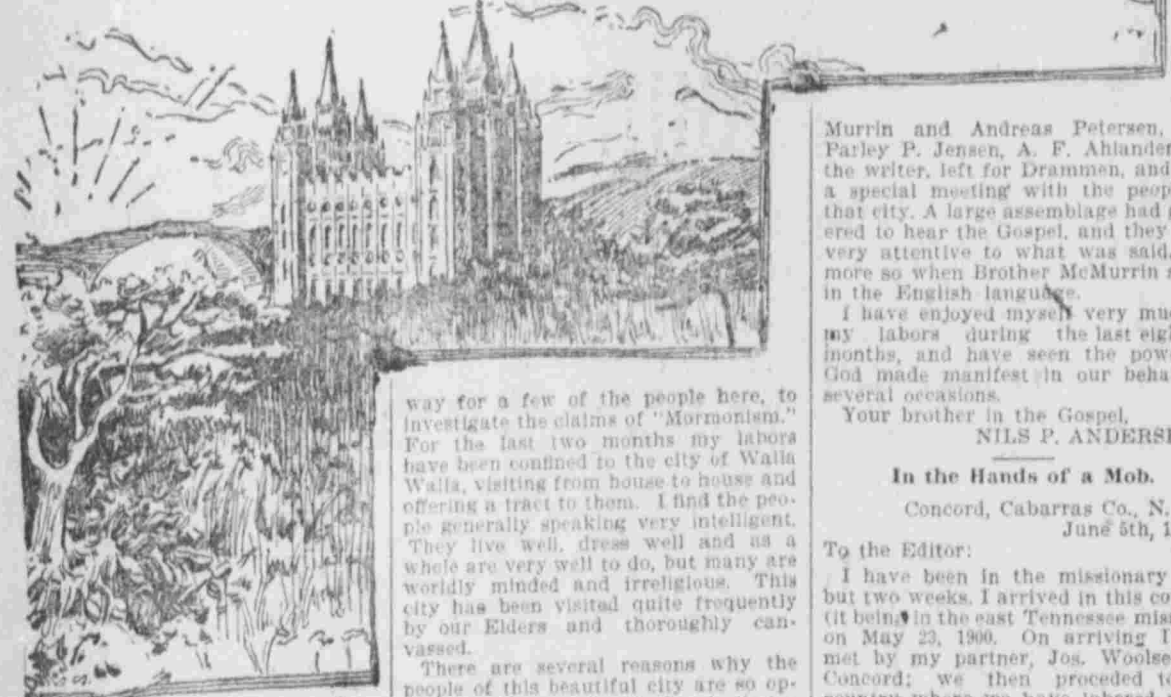 way for a few of the people here, to
investigate the claims of "Mormonism."
For the last two months my labors
have been confined to the city of Walla
Walla, visiting from house to house and
offering a tract to them. I find the peo-
ple generally speaking very intelligent.
They live well, dress well and as a
whole are very well to do, but many are
worldly minded and irreligious. This
city has been visited quite frequently
by our Elders and thoroughly can-
vassed.
There are several reasons why the
people of this beautiful city are so op-
Murrin and Andreas Petersen,
Parley P. Jensen, A. F. Ahlander
the writer, left for Drammen, and
a special meeting with the peop
that city. A large assemblage had
ered to hear the Gospel, and they
very attentive to what was said,
more so when Brother McMurrin s
in the English language.
I have enjoyed myself very mu
my labors during the last eig
months, and have seen the pow
God made manifest in our beha
several occasions.
Your brother in the Gospel,
NILS P. ANDERS
In the Hands of a Mob.
Concord, Cabarras Co., N.
June 5th, 1
To the Editor:
I have been in the missionary
but two weeks. I arrived in this co
(it being in the east Tennessee mis
on May 23, 1900. On arriving
met by my partner, Jos. Woolse
Concord; we then proceded t